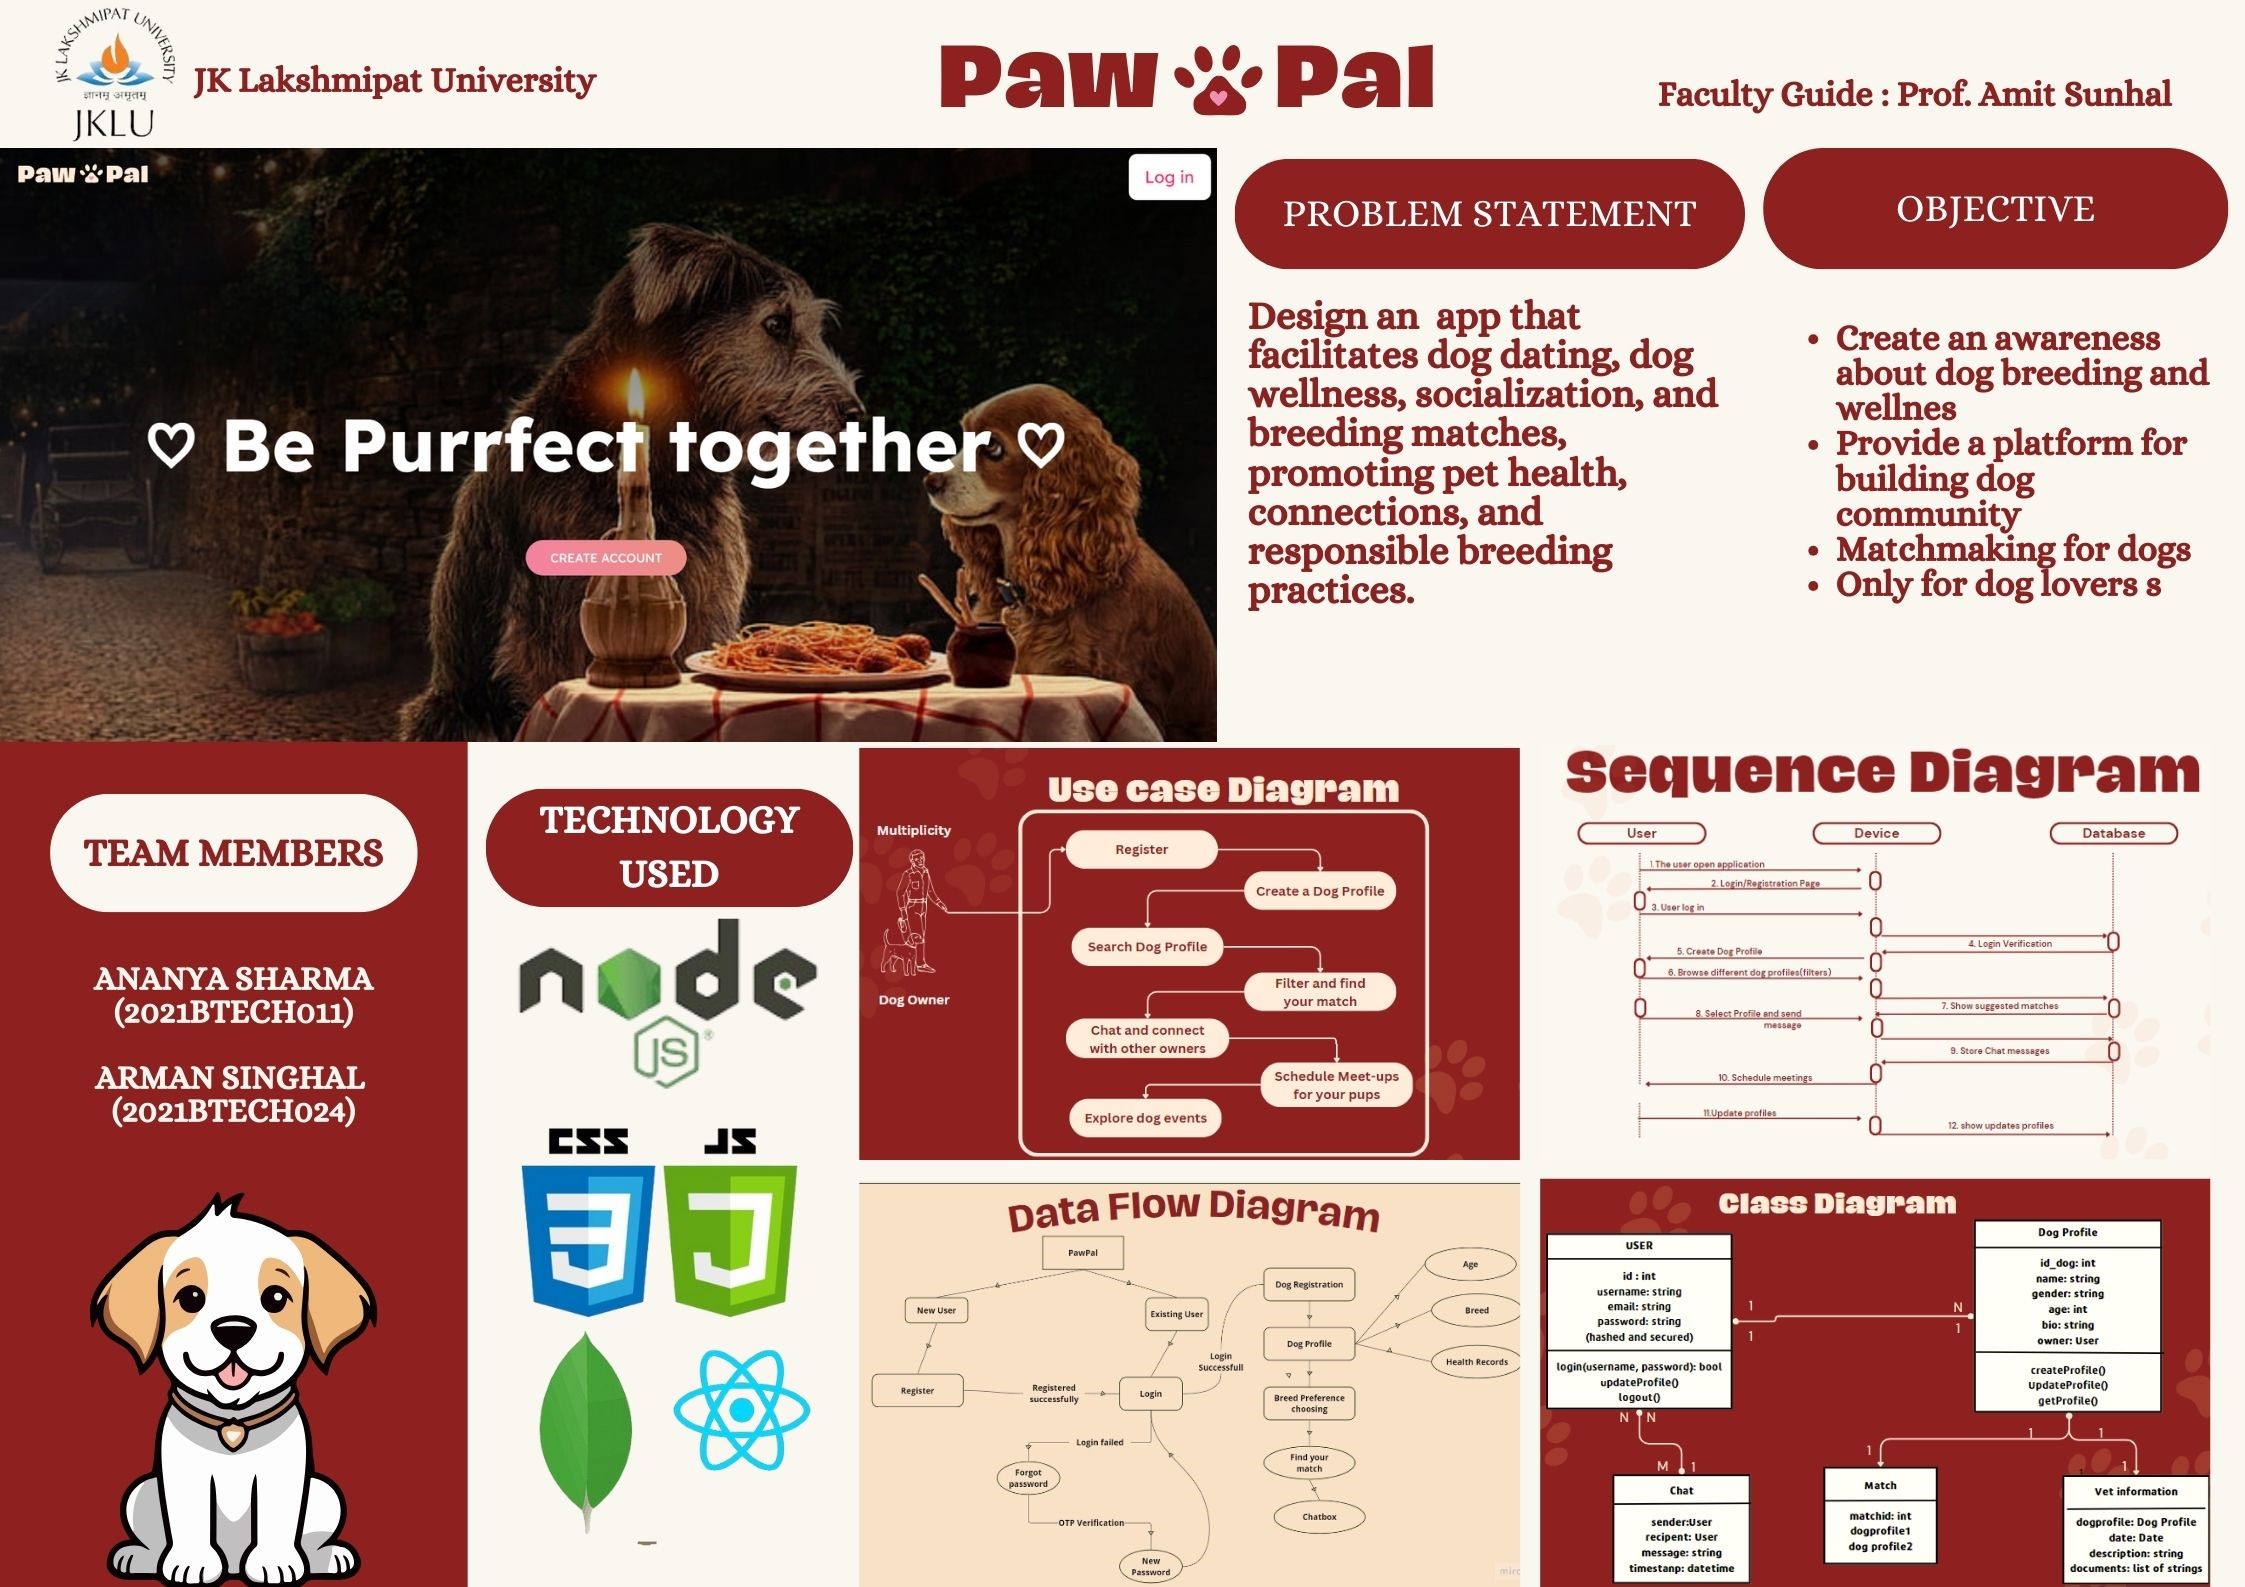 JK LAKSHMIPAT UNIVERSITY
ज्ञानम् अमृतम्
JKLU
JK Lakshmipat University
Paw Pal
Faculty Guide : Prof. Amit Sunhal
Paw Pal
Log in
♡ Be Purrfect together ♡
CREATE ACCOUNT
PROBLEM STATEMENT
Design an app that
facilitates dog dating, dog
wellness, socialization, and
breeding matches,
promoting pet health,
connections, and
responsible breeding
practices.
OBJECTIVE
• Create an awareness
about dog breeding and
wellnes
• Provide a platform for
building dog
community
• Matchmaking for dogs
• Only for dog lovers s
TEAM MEMBERS
ANANYA SHARMA
(2021BTECH011)
ARMAN SINGHAL
(2021BTECH024)
TECHNOLOGY
USED
node
JS®
CSS
JS
Use case Diagram
Multiplicity
Dog Owner
Register
Create a Dog Profile
Search Dog Profile
Filter and find
your match
Chat and connect
with other owners
Schedule Meet-ups
for your pups
Explore dog events
Sequence Diagram
User
Device
Database
1.The user open application
2. Login/Registration Page
3. User log in
4. Login Verification
5. Create Dog Profile
6. Browse different dog profiles(filters)
7. Show suggested matches
8. Select Profile and send
message
9. Store Chat messages
10. Schedule meetings
11.Update profiles
12. show updates profiles
Data Flow Diagram
PawPal
New User
Existing User
Register
Registered
successfully
Login
Login
Successfull
Login failed
Forgot
password
OTP Verification
New
Password
Dog Registration
Dog Profile
Age
Breed
Health Records
Breed Preference
choosing
Find your
match
Chatbox
miro
Class Diagram
USER
id : int
username: string
email: string
password: string
(hashed and secured)
login(username, password): bool
updateProfile()
logout()
1
1
N
1
Dog Profile
id_dog: int
name: string
gender: string
age: int
bio: string
owner: User
createProfile()
UpdateProfile()
getProfile()
N N
M 1
1
1
1
1
Chat
sender:User
recipent: User
message: string
timestanp: datetime
Match
matchid: int
dogprofile1
dog profile2
Vet information
dogprofile: Dog Profile
date: Date
description: string
documents: list of strings